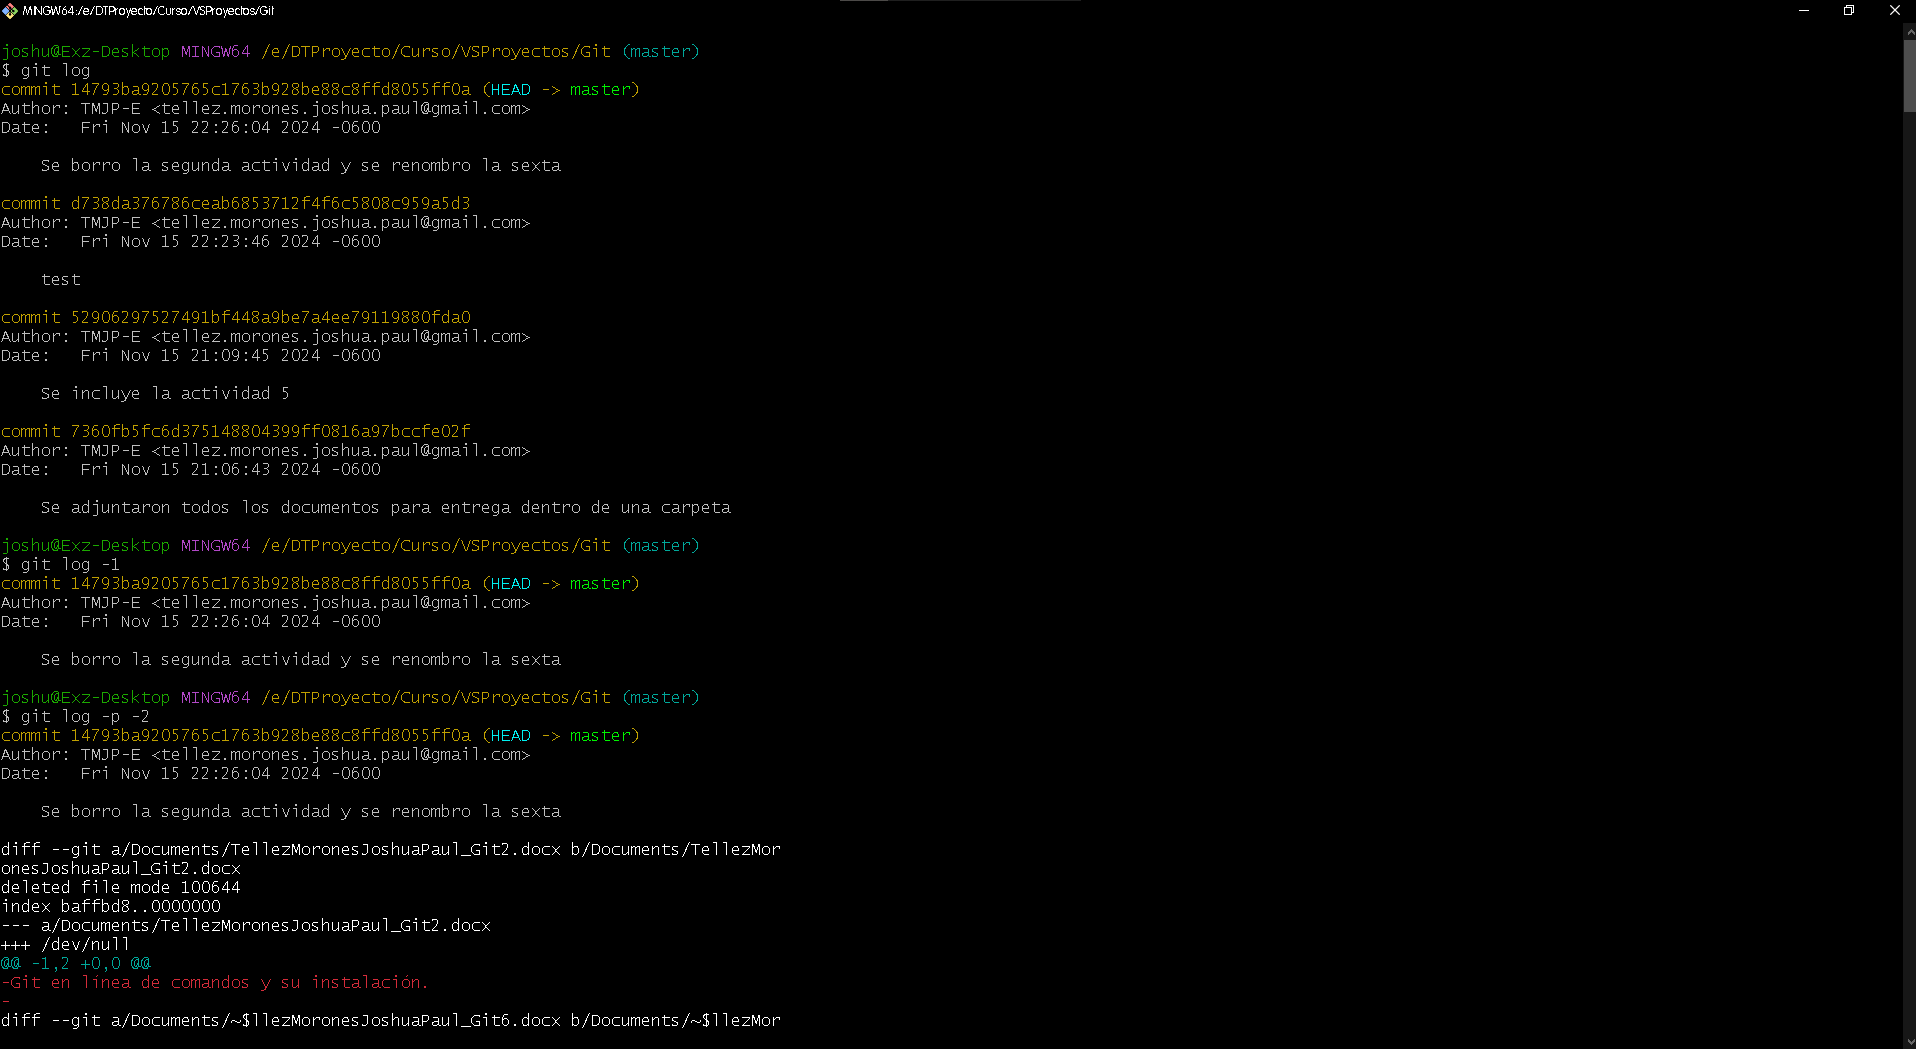 MINGW64:/e/DTProyecto/Curso/VSProyectos/Git
joshu@Exz-Desktop MINGW64 /e/DTProyecto/Curso/VSProyectos/Git (master)
$ git log
commit 14793ba9205765c1763b928be88c8ffd8055ff0a (HEAD -> master)
Author: TMJP-E <tellez.morones.joshua.paul@gmail.com>
Date:   Fri Nov 15 22:26:04 2024 -0600
    Se borro la segunda actividad y se renombro la sexta
commit d738da376786ceab6853712f4f6c5808c959a5d3
Author: TMJP-E <tellez.morones.joshua.paul@gmail.com>
Date:   Fri Nov 15 22:23:46 2024 -0600
    test
commit 52906297527491bf448a9be7a4ee79119880fda0
Author: TMJP-E <tellez.morones.joshua.paul@gmail.com>
Date:   Fri Nov 15 21:09:45 2024 -0600
    Se incluye la actividad 5
commit 7360fb5fc6d375148804399ff0816a97bccfe02f
Author: TMJP-E <tellez.morones.joshua.paul@gmail.com>
Date:   Fri Nov 15 21:06:43 2024 -0600
    Se adjuntaron todos los documentos para entrega dentro de una carpeta
joshu@Exz-Desktop MINGW64 /e/DTProyecto/Curso/VSProyectos/Git (master)
$ git log -1
commit 14793ba9205765c1763b928be88c8ffd8055ff0a (HEAD -> master)
Author: TMJP-E <tellez.morones.joshua.paul@gmail.com>
Date:   Fri Nov 15 22:26:04 2024 -0600
    Se borro la segunda actividad y se renombro la sexta
joshu@Exz-Desktop MINGW64 /e/DTProyecto/Curso/VSProyectos/Git (master)
$ git log -p -2
commit 14793ba9205765c1763b928be88c8ffd8055ff0a (HEAD -> master)
Author: TMJP-E <tellez.morones.joshua.paul@gmail.com>
Date:   Fri Nov 15 22:26:04 2024 -0600
    Se borro la segunda actividad y se renombro la sexta
diff --git a/Documents/TellezMoronesJoshuaPaul_Git2.docx b/Documents/TellezMor
onesJoshuaPaul_Git2.docx
deleted file mode 100644
index baffbd8..0000000
--- a/Documents/TellezMoronesJoshuaPaul_Git2.docx
+++ /dev/null
@@ -1,2 +0,0 @@
-Git en línea de comandos y su instalación.
-
diff --git a/Documents/~$llezMoronesJoshuaPaul_Git6.docx b/Documents/~$llezMor